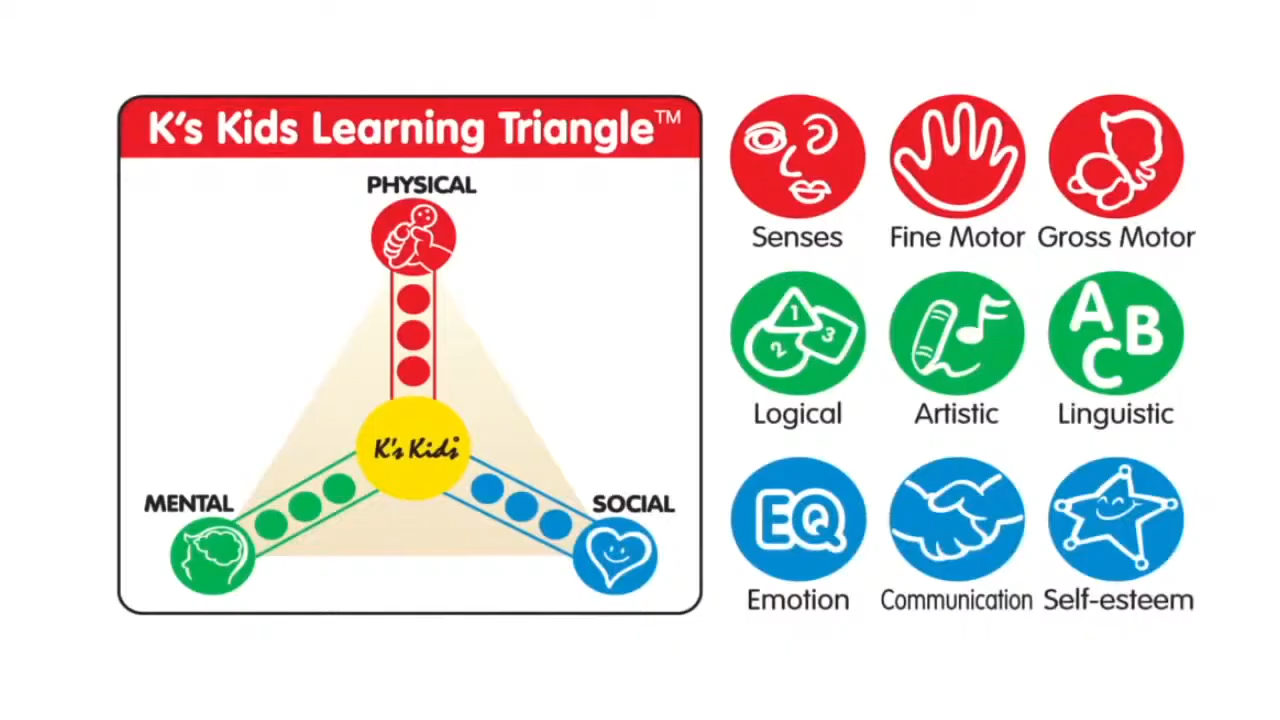 K's Kids Learning Triangle™
PHYSICAL
K's Kids
MENTAL
SOCIAL
Senses
Fine Motor
Gross Motor
1
2
3
Logical
Artistic
A
B
C
Linguistic
EQ
Emotion
Communication
Self-esteem